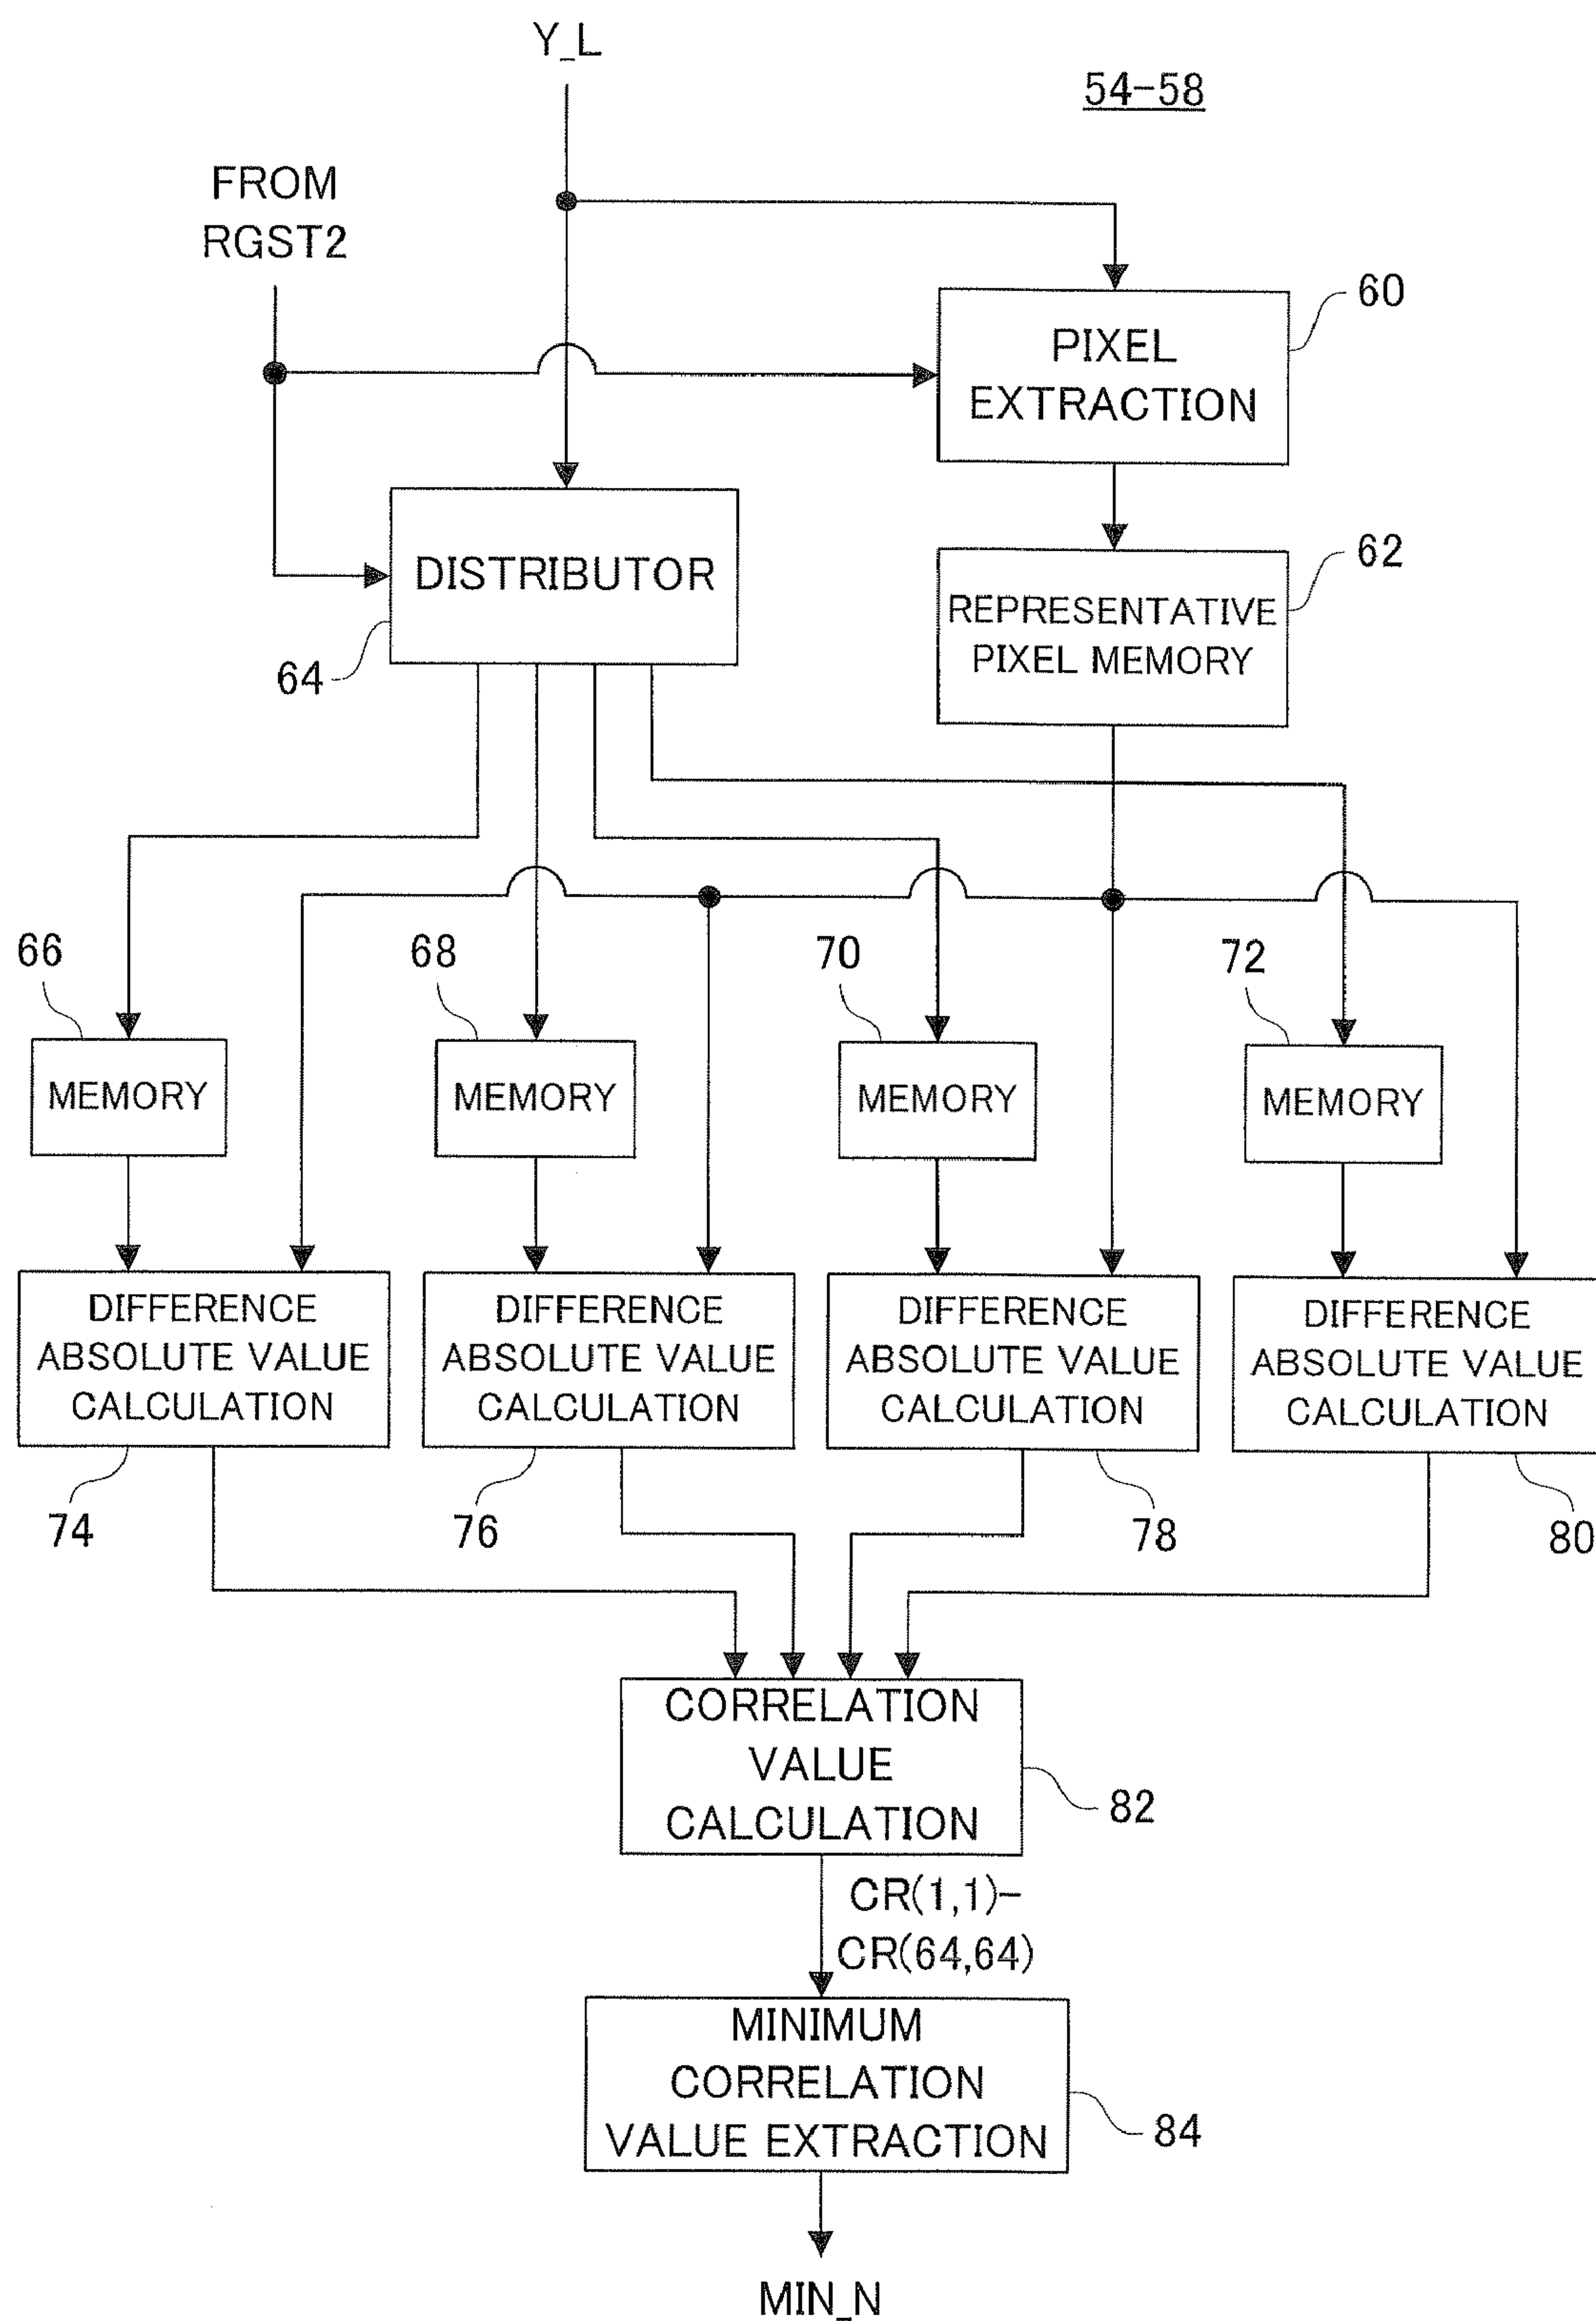 Y_L
54-58
FROM
RGST2
60
PIXEL
EXTRACTION
62
DISTRIBUTOR
REPRESENTATIVE
PIXEL MEMORY
64
66
68
70
72
MEMORY
MEMORY
MEMORY
MEMORY
DIFFERENCE
ABSOLUTE VALUE
CALCULATION
DIFFERENCE
ABSOLUTE VALUE
CALCULATION
DIFFERENCE
ABSOLUTE VALUE
CALCULATION
DIFFERENCE
ABSOLUTE VALUE
CALCULATION
74
76
78
80
CORRELATION
VALUE
CALCULATION
82
CR(1,1)-
CR(64,64)
MINIMUM
CORRELATION
VALUE EXTRACTION
84
MIN_N